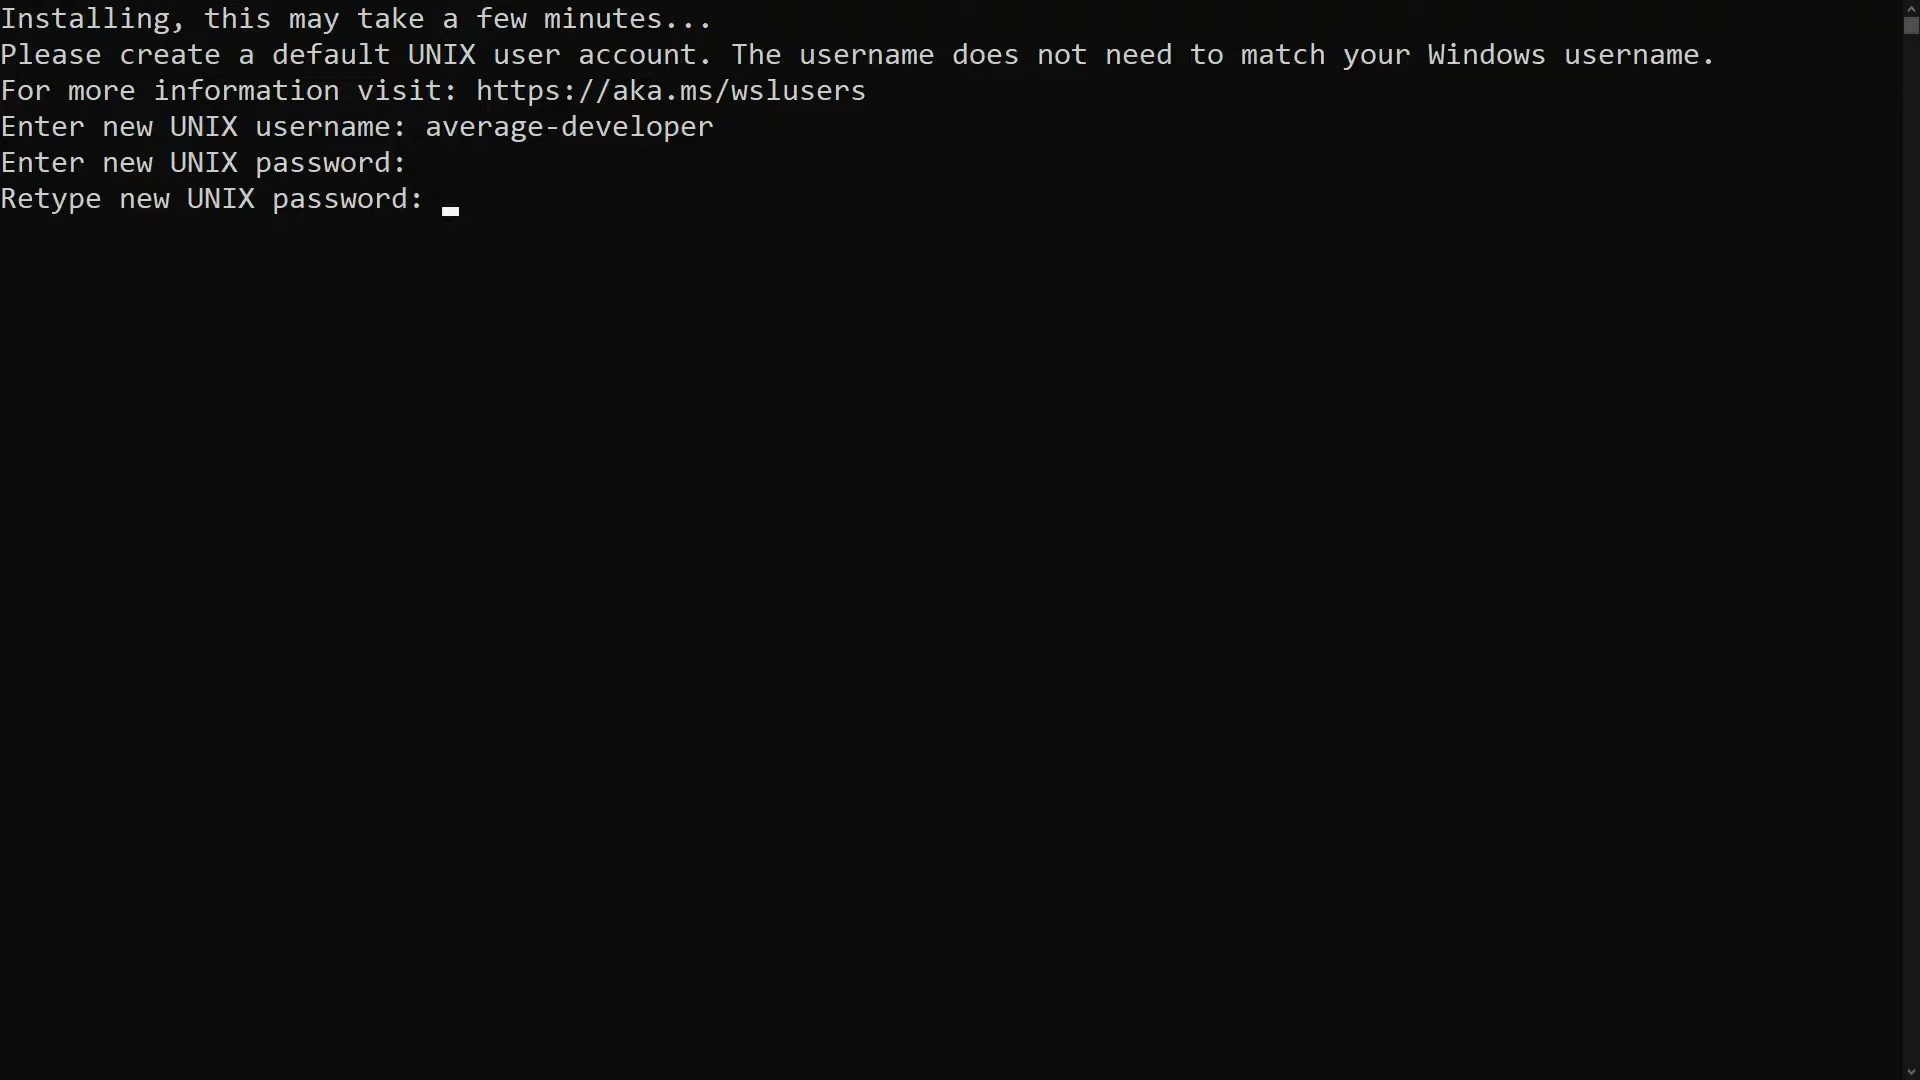 Installing, this may take a few minutes...
Please create a default UNIX user account. The username does not need to match your Windows username.
For more information visit: https://aka.ms/wslusers
Enter new UNIX username: average-developer
Enter new UNIX password:
Retype new UNIX password: